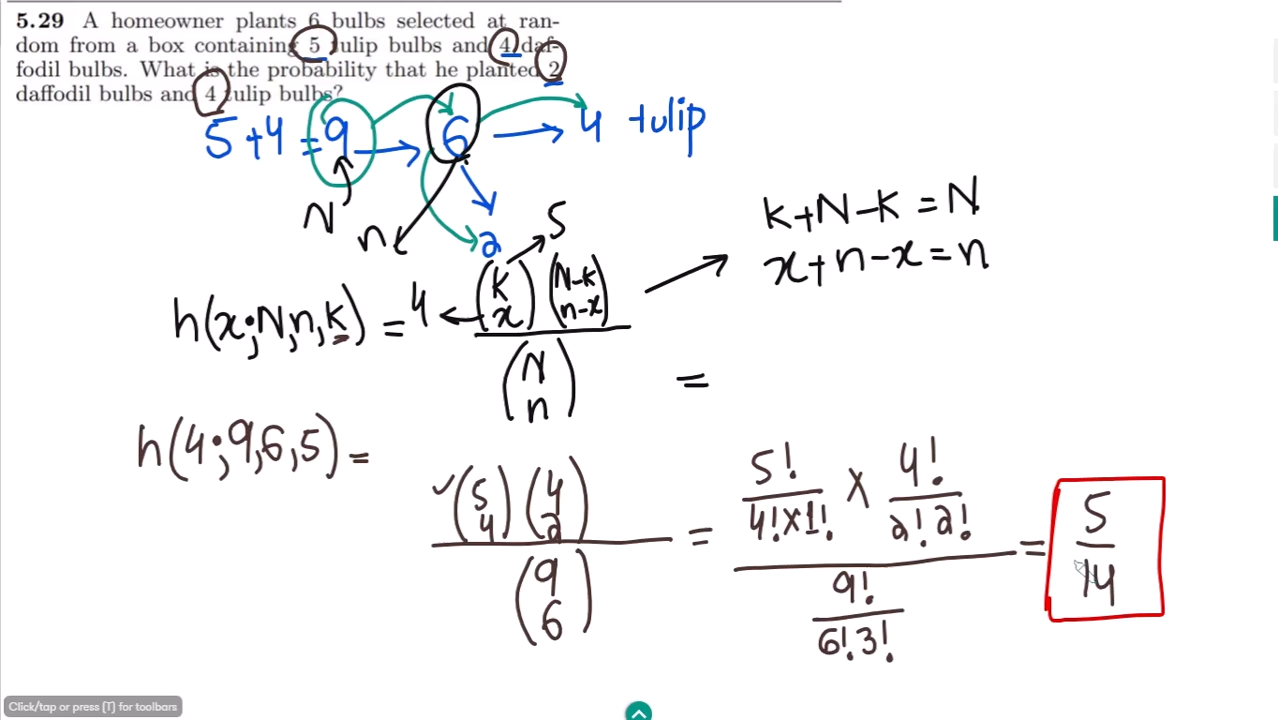 5.29 A homeowner plants 6 bulbs selected at ran-
dom from a box containing 5 tulip bulbs and 4 daf-
fodil bulbs. What is the probability that he planted 2
daffodil bulbs and 4 tulip bulbs?
5+4=9 → 6 → 4 tulip
N n 2
5
k+N-k=N
x+n-x=n
h(x;N,n,k) = 4 ← (k x)(N-k n-x) / (N n) =
h(4;9,6,5) = (5 4)(4 2) / (9 6) = 5!/(4!×1!) × 4!/(2!2!) / 9!/(6!3!) = 5/14
Click/tap or press (T) for toolbars